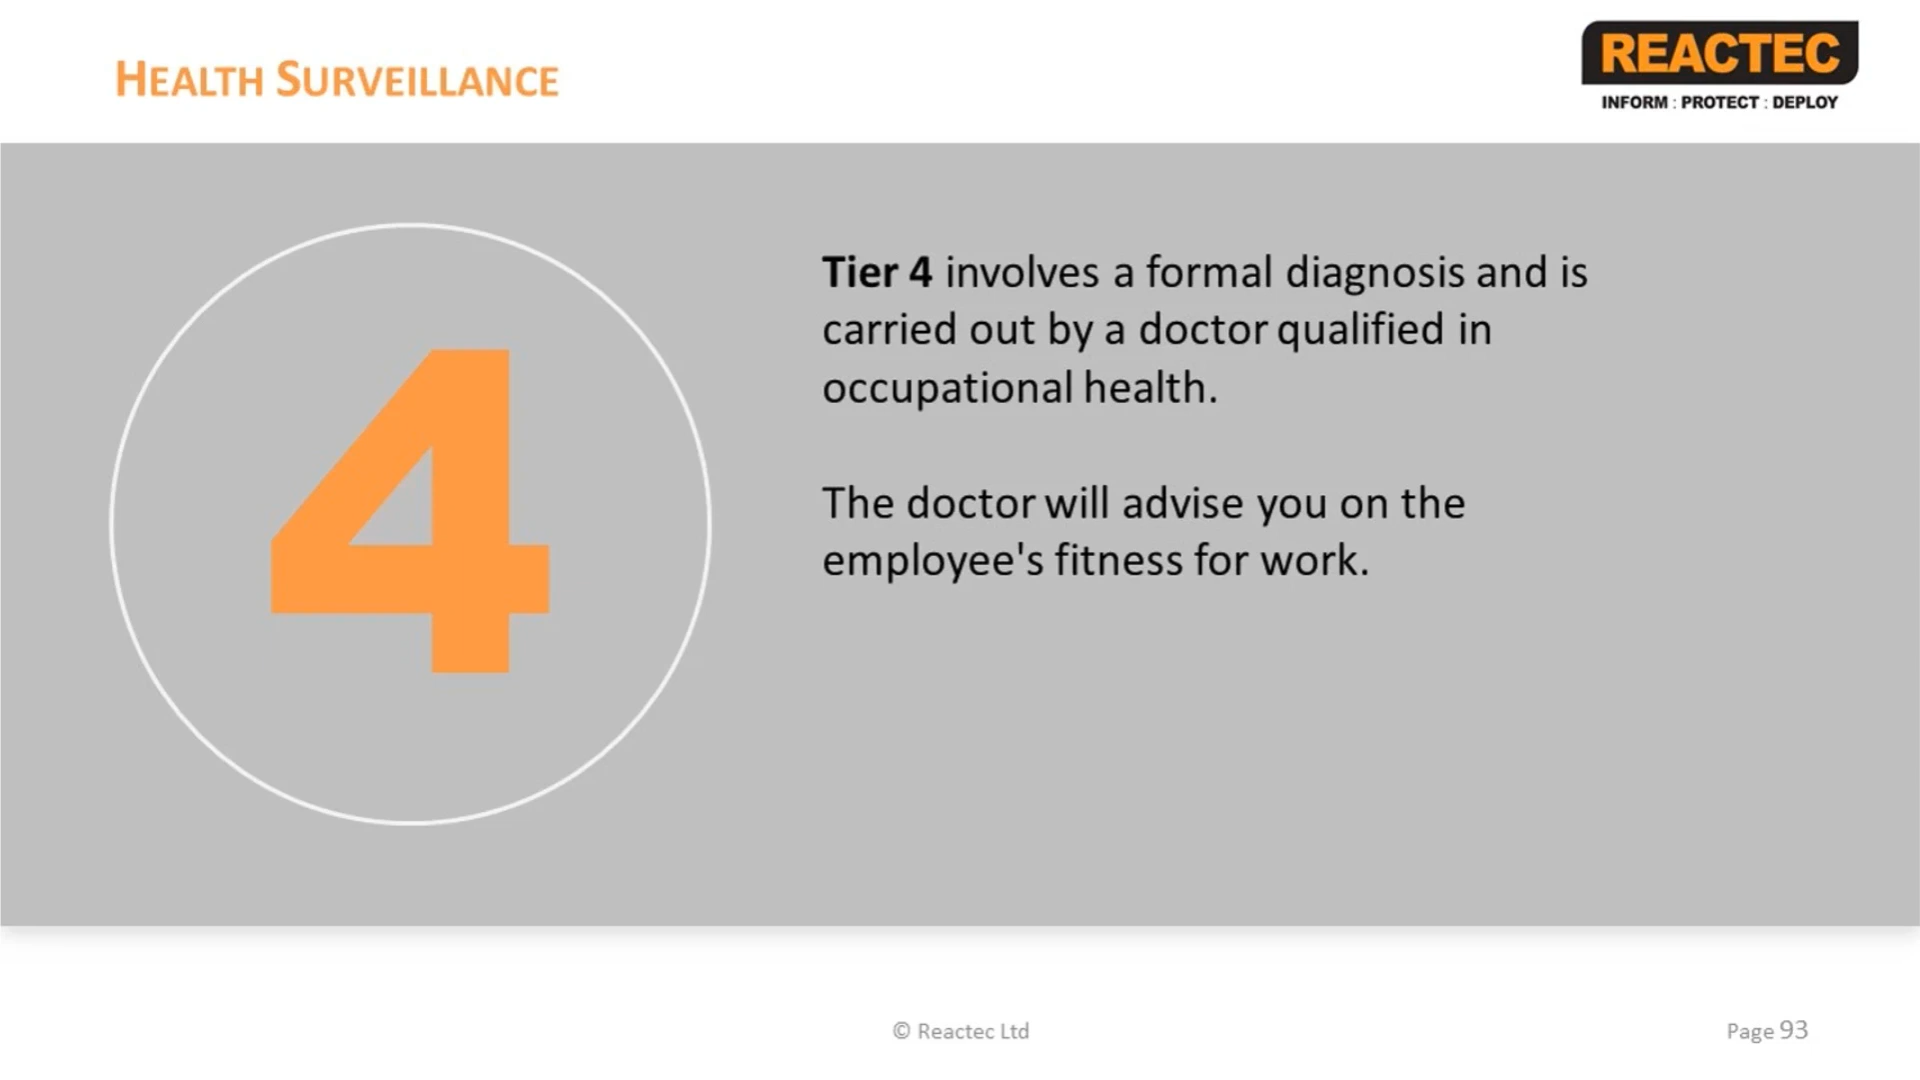 HEALTH SURVEILLANCE
REACTEC
INFORM : PROTECT : DEPLOY
4
Tier 4 involves a formal diagnosis and is
carried out by a doctor qualified in
occupational health.
The doctor will advise you on the
employee's fitness for work.
© Reactec Ltd
Page 93